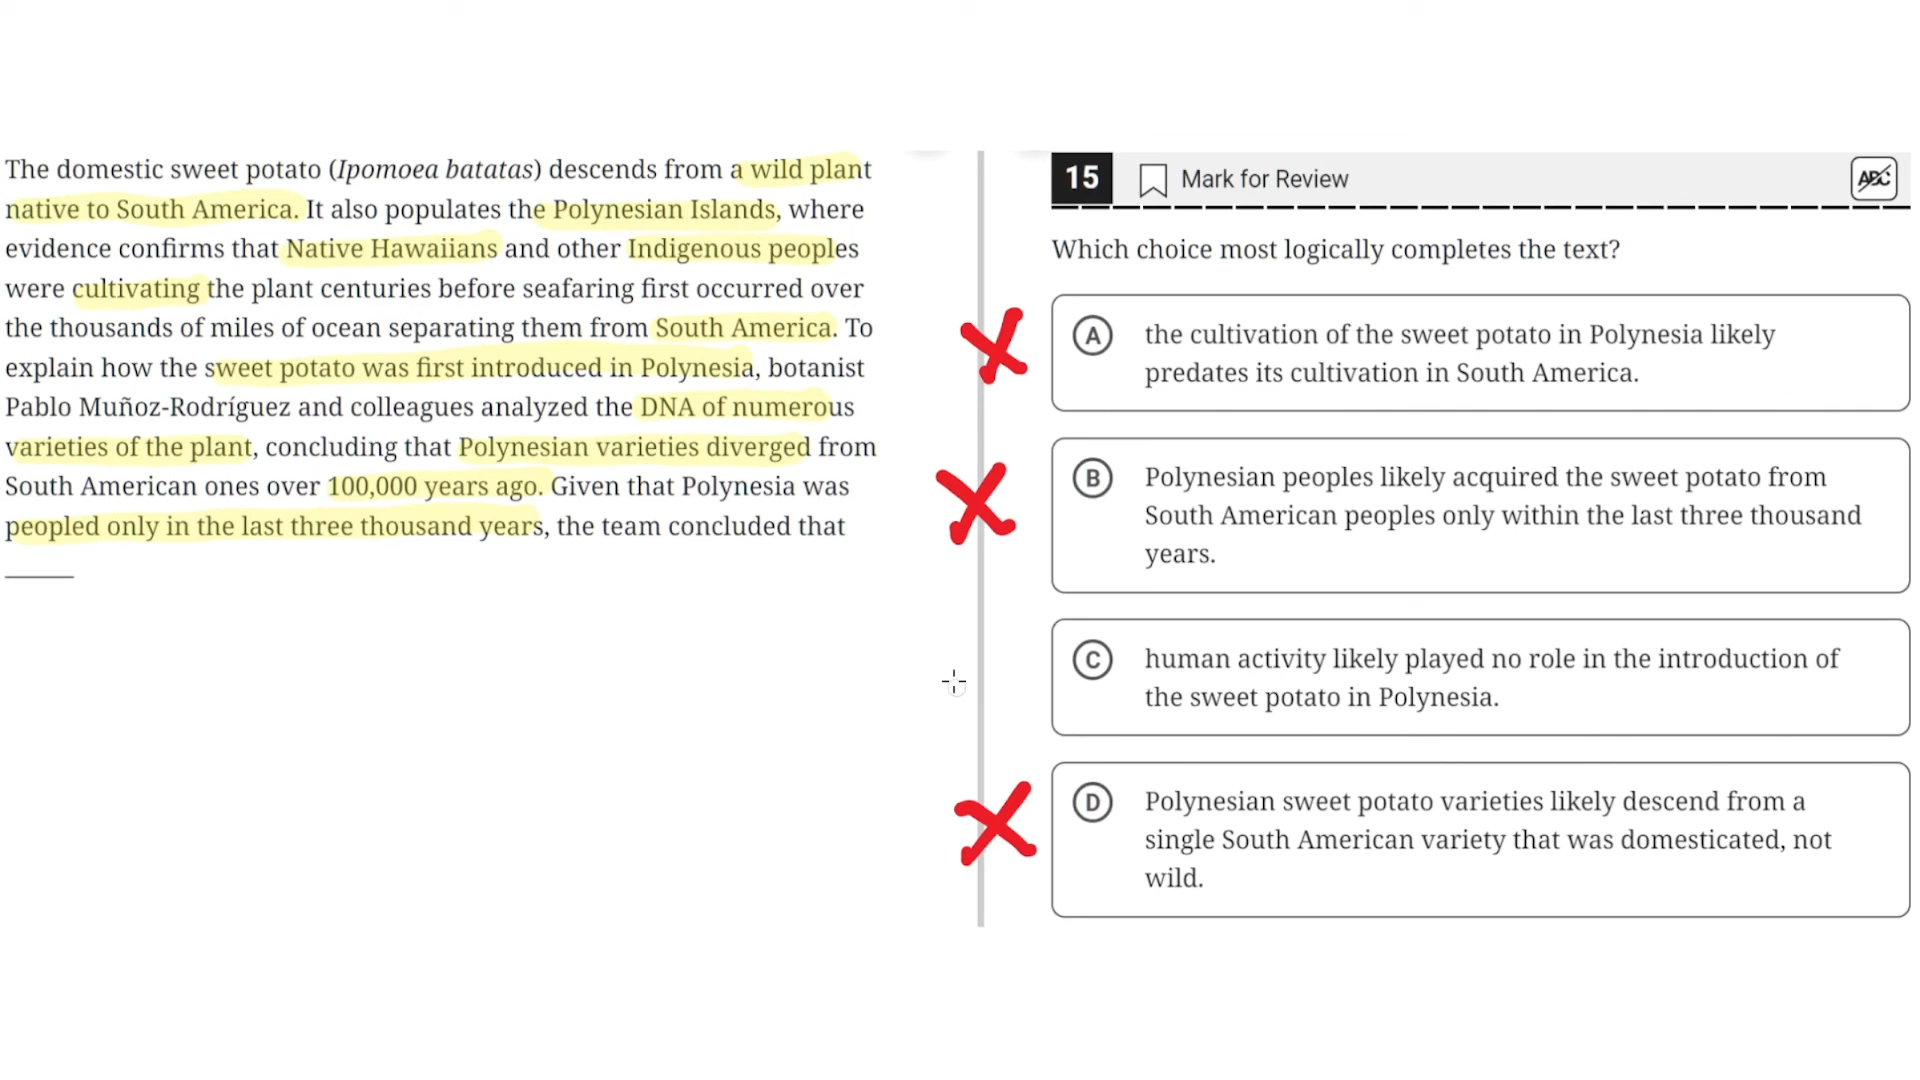 The domestic sweet potato (Ipomoea batatas) descends from a wild plant
native to South America. It also populates the Polynesian Islands, where
evidence confirms that Native Hawaiians and other Indigenous peoples
were cultivating the plant centuries before seafaring first occurred over
the thousands of miles of ocean separating them from South America. To
explain how the sweet potato was first introduced in Polynesia, botanist
Pablo Muñoz-Rodríguez and colleagues analyzed the DNA of numerous
varieties of the plant, concluding that Polynesian varieties diverged from
South American ones over 100,000 years ago. Given that Polynesia was
peopled only in the last three thousand years, the team concluded that
______
15 Mark for Review ABC
Which choice most logically completes the text?
A the cultivation of the sweet potato in Polynesia likely
predates its cultivation in South America.
B Polynesian peoples likely acquired the sweet potato from
South American peoples only within the last three thousand
years.
C human activity likely played no role in the introduction of
the sweet potato in Polynesia.
D Polynesian sweet potato varieties likely descend from a
single South American variety that was domesticated, not
wild.